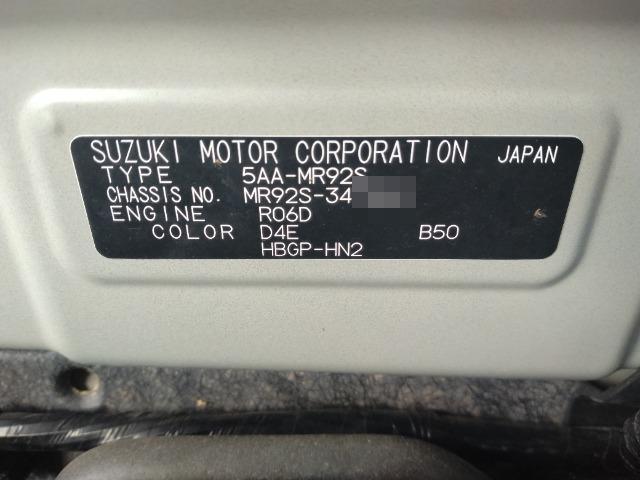 SUZUKI MOTOR CORPORATION JAPAN
TYPE 5AA-MR92S
CHASSIS NO. MR92S-34
ENGINE R06D
COLOR D4E B50
HBGP-HN2